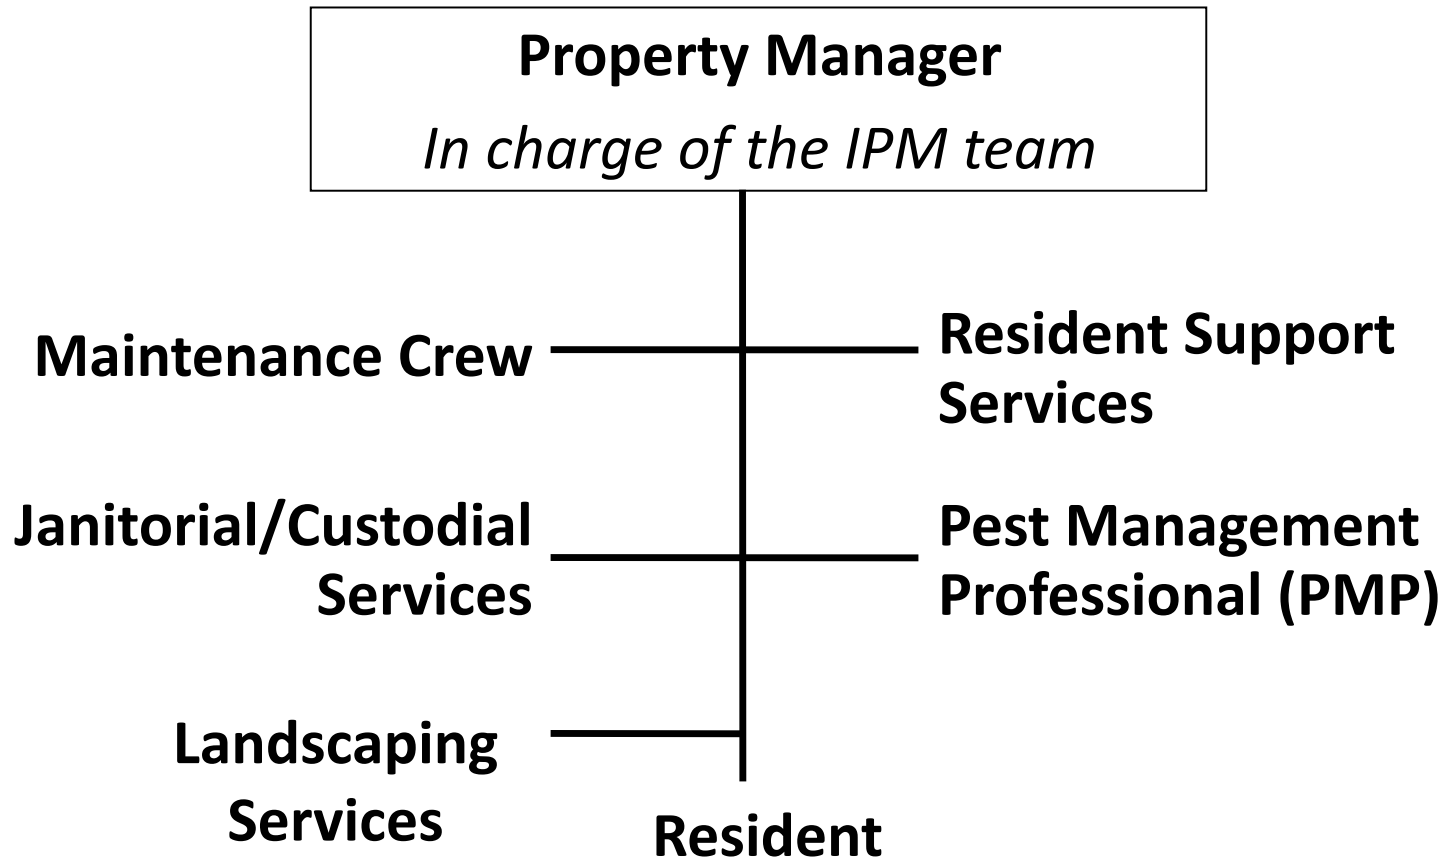 Property Manager
In charge of the IPM team
Maintenance Crew
Resident Support
Services
Janitorial/Custodial
Services
Pest Management
Professional (PMP)
Landscaping
Services
Resident